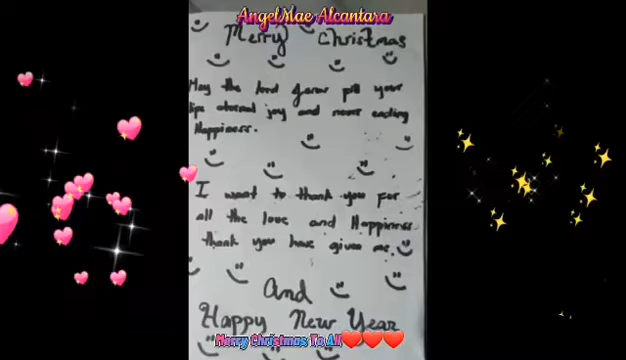 AngelMae Alcantara
Merry Christmas
May the lord fill your
life eternal joy and never ending
Happiness.
I want to thank you for
all the love and Happiness
thank you have given me.
And
Happy New Year
Merry Christmas To All❤️❤️❤️